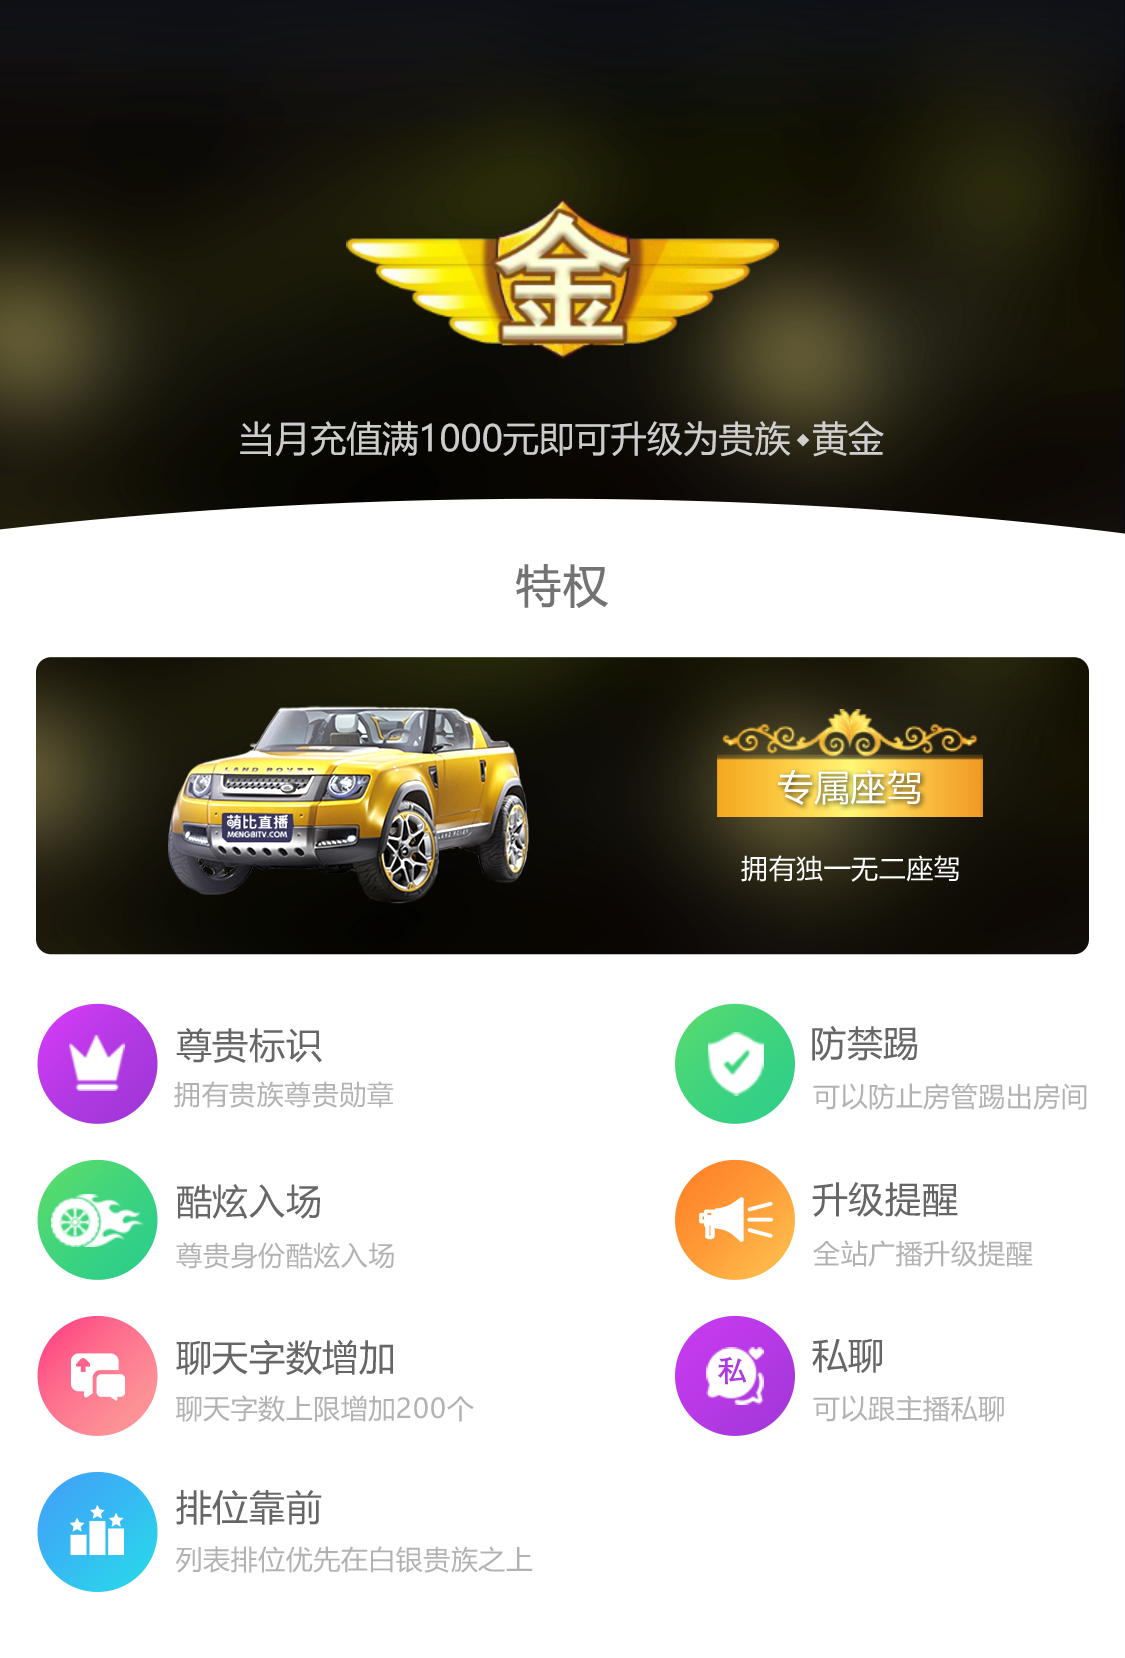 金
当月充值满1000元即可升级为贵族◆黄金
特权
LAND ROVER
萌比直播
MENGBITV.COM
LAND ROVER
专属座驾
拥有独一无二座驾
尊贵标识
拥有贵族尊贵勋章
防禁踢
可以防止房管踢出房间
酷炫入场
尊贵身份酷炫入场
升级提醒
全站广播升级提醒
聊天字数增加
聊天字数上限增加200个
私
私聊
可以跟主播私聊
排位靠前
列表排位优先在白银贵族之上